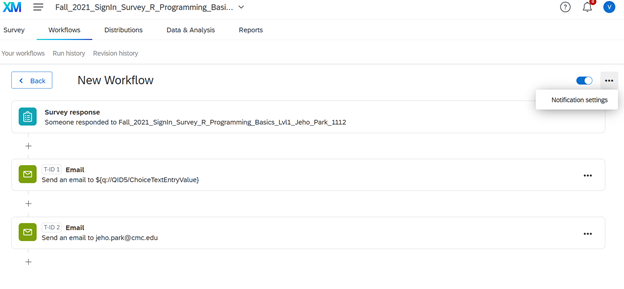 XM Fall_2021_SignIn_Survey_R_Programming_Basi... ? V
Survey Workflows Distributions Data & Analysis Reports
Your workflows Run history Revision history
Back New Workflow
Notification settings
Survey response
Someone responded to Fall_2021_SignIn_Survey_R_Programming_Basics_Lvl1_Jeho_Park_1112
T-ID 1 Email
Send an email to ${q://QID5/ChoiceTextEntryValue}
T-ID 2 Email
Send an email to jeho.park@cmc.edu